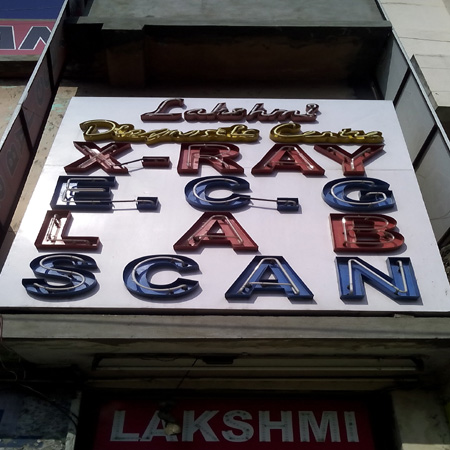 Lakshmi
Diagnostic Centre
X-RAY
E.C.G
LAB
SCAN
LAKSHMI